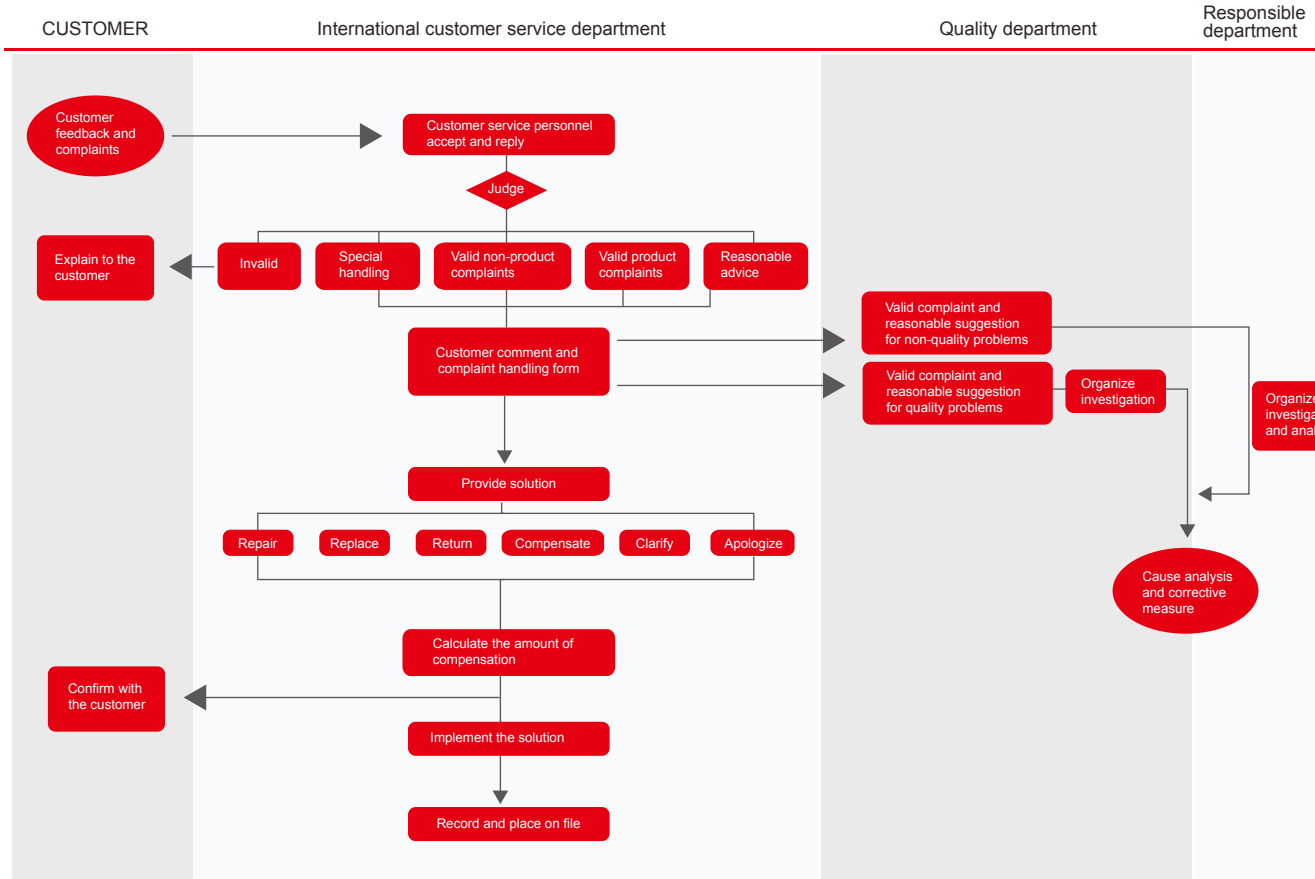 CUSTOMER
International customer service department
Quality department
Responsible
department
Customer
feedback and
complaints
Customer service personnel
accept and reply
Judge
Explain to the
customer
Invalid
Special
handling
Valid non-product
complaints
Valid product
complaints
Reasonable
advice
Customer comment and
complaint handling form
Valid complaint and
reasonable suggestion
for non-quality problems
Valid complaint and
reasonable suggestion
for quality problems
Organize
investigation
Organize
and
Provide solution
Repair
Replace
Return
Compensate
Clarify
Apologize
Cause analysis
and corrective
measure
Calculate the amount of
compensation
Confirm with
the customer
Implement the solution
Record and place on file